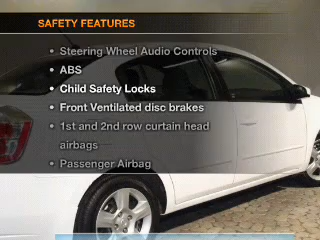 SAFETY FEATURES
• Steering Wheel Audio Controls
• ABS
• Child Safety Locks
• Front Ventilated disc brakes
• 1st and 2nd row curtain head
airbags
• Passenger Airbag